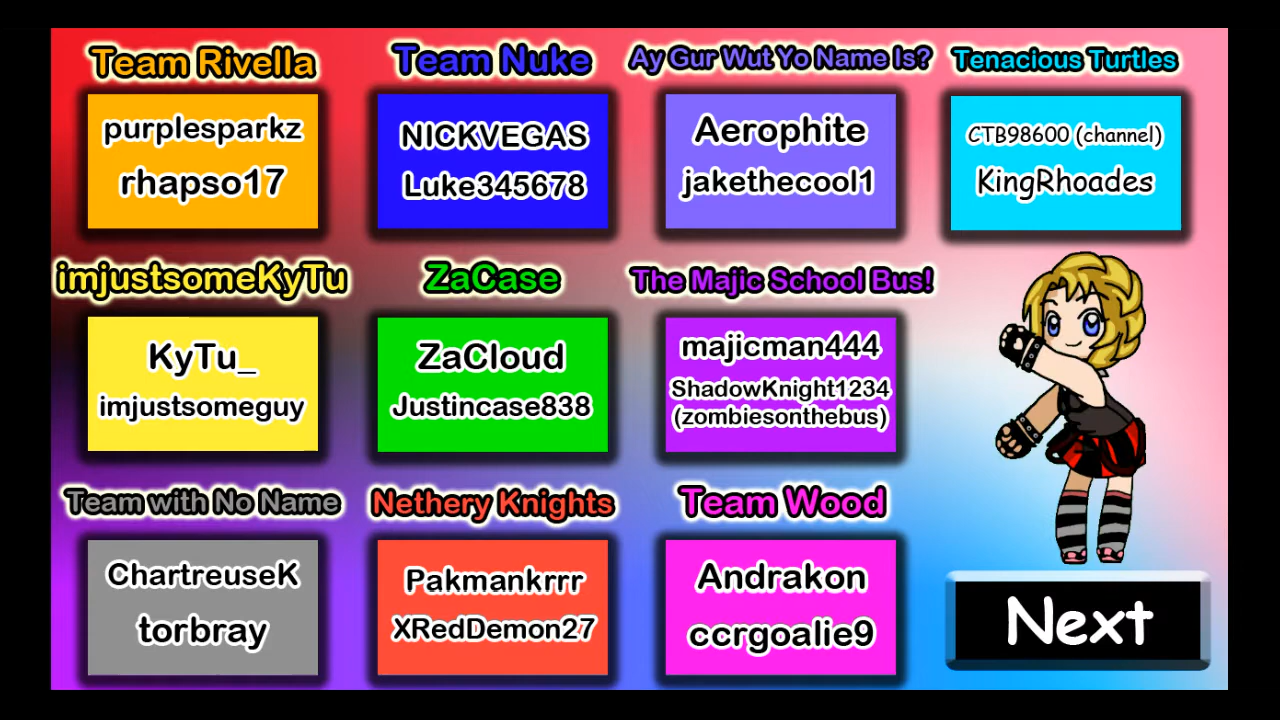 Team Rivella
purplesparkz
rhapso17
Team Nuke
NICKVEGAS
Luke345678
Ay Gur Wut Yo Name Is?
Aerophite
jakethecool1
Tenacious Turtles
CTB98600 (channel)
KingRhoades
imjustsomeKyTu
KyTu_
imjustsomeguy
ZaCase
ZaCloud
Justincase838
The Majic School Bus!
majicman444
ShadowKnight1234
(zombiesonthebus)
Team with No Name
ChartreuseK
torbray
Nethery Knights
Pakmankrrr
XRedDemon27
Team Wood
Andrakon
ccrgoalie9
Next